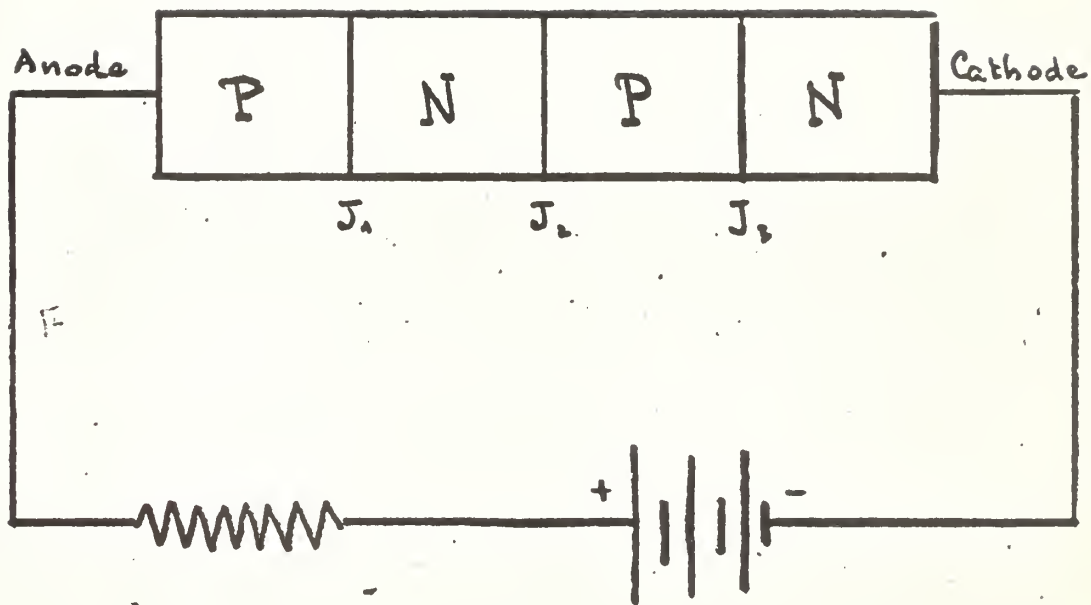 Anode
P N P N
Cathode
J₁ J₂ J₃
F
+ -